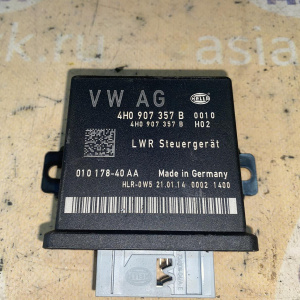 VW AG HELLA
4H0 907 357 B 0010
4H0 907 357 B H02
LWR Steuergerät
010 178-40 AA Made in Germany
HLR-0W5 21.01.14 0002 1400
asia